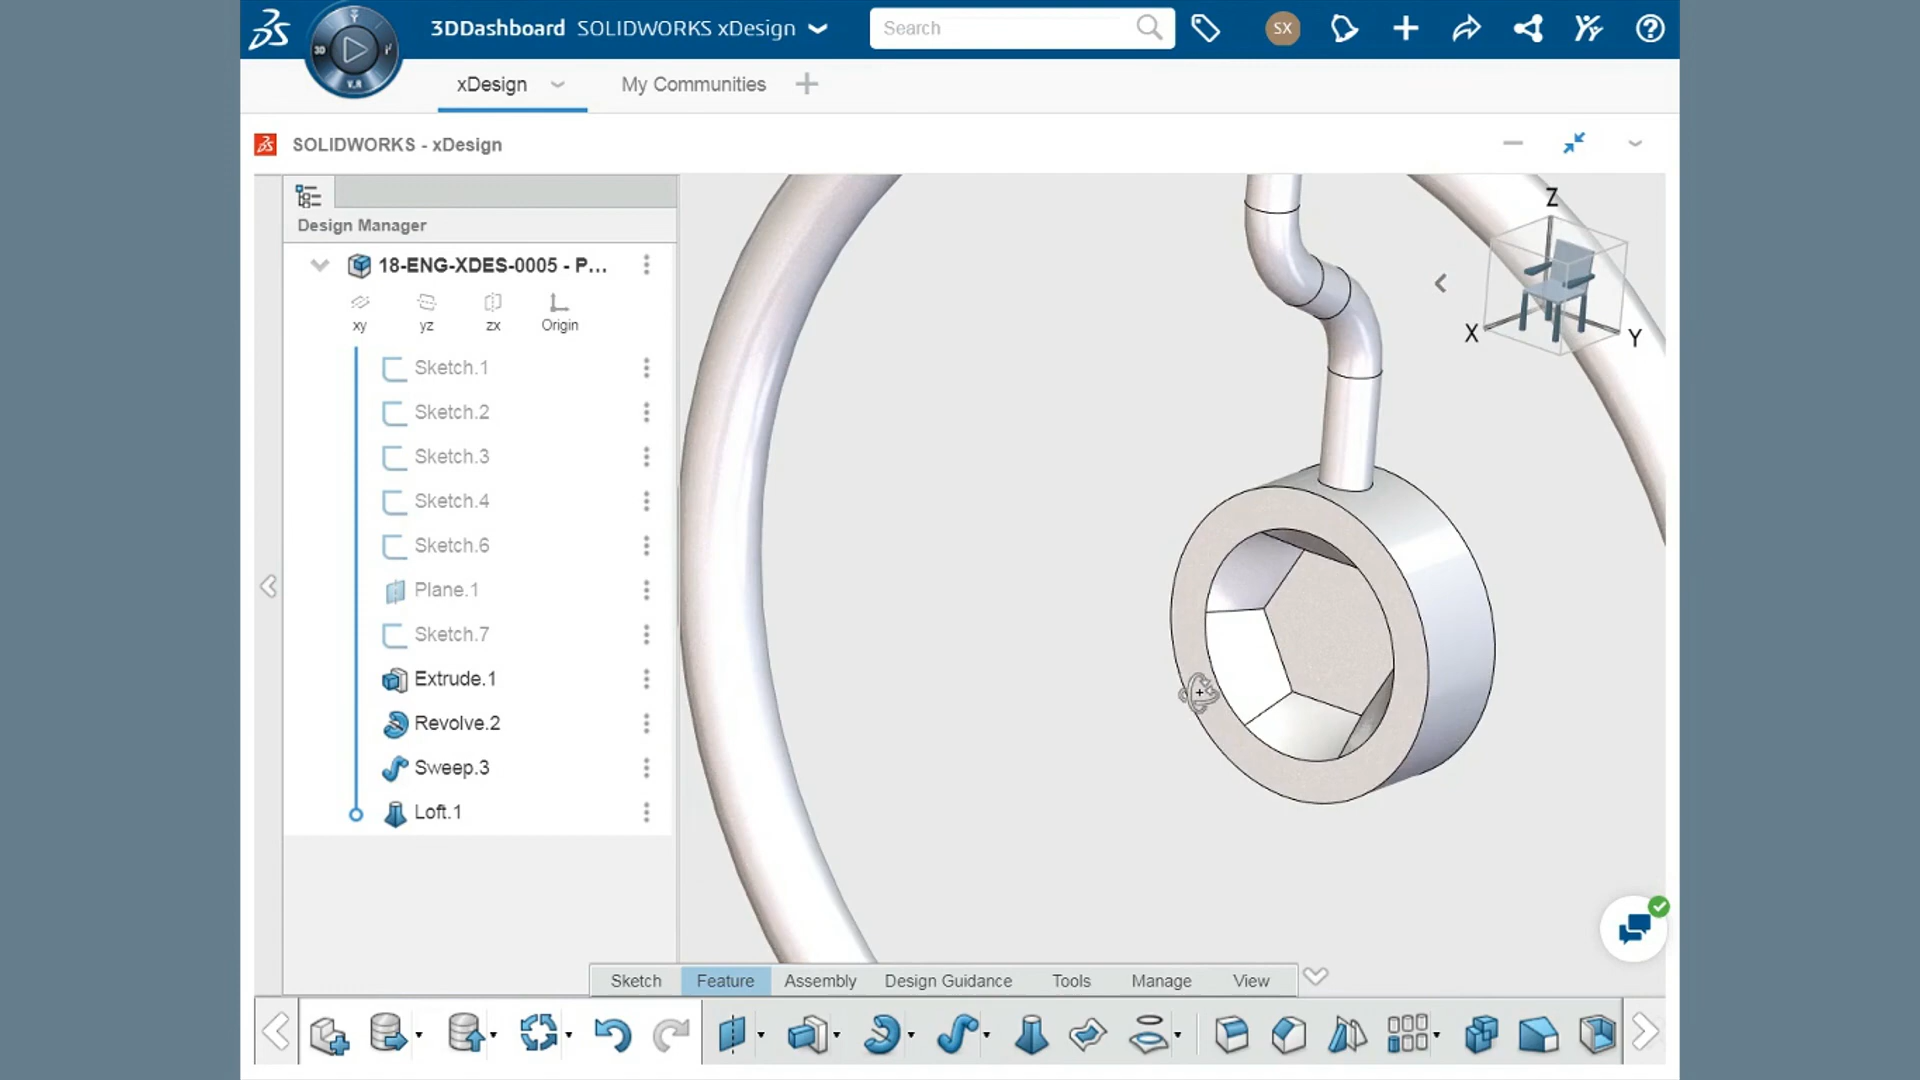 3DDashboard SOLIDWORKS xDesign
Search
SX
3D
V.R
xDesign
My Communities
SOLIDWORKS - xDesign
Design Manager
18-ENG-XDES-0005 - P...
xy
yz
zx
Origin
Sketch.1
Sketch.2
Sketch.3
Sketch.4
Sketch.6
Plane.1
Sketch.7
Extrude.1
Revolve.2
Sweep.3
Loft.1
Z
X
Y
Sketch
Feature
Assembly
Design Guidance
Tools
Manage
View